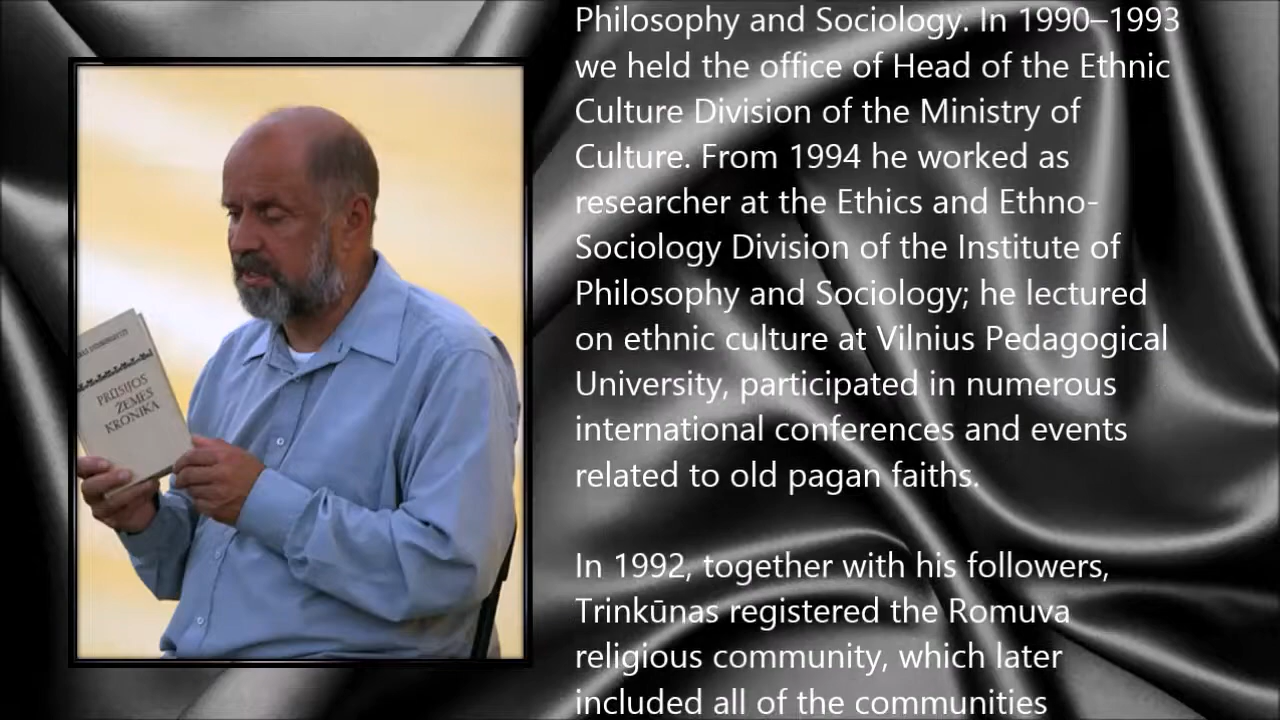 PRŪSIJOS
ŽEMĖS
KRONIKA
Philosophy and Sociology. In 1990–1993
we held the office of Head of the Ethnic
Culture Division of the Ministry of
Culture. From 1994 he worked as
researcher at the Ethics and Ethno-
Sociology Division of the Institute of
Philosophy and Sociology; he lectured
on ethnic culture at Vilnius Pedagogical
University, participated in numerous
international conferences and events
related to old pagan faiths.
In 1992, together with his followers,
Trinkūnas registered the Romuva
religious community, which later
included all of the communities